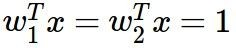 $w_1^T x = w_2^T x = 1$